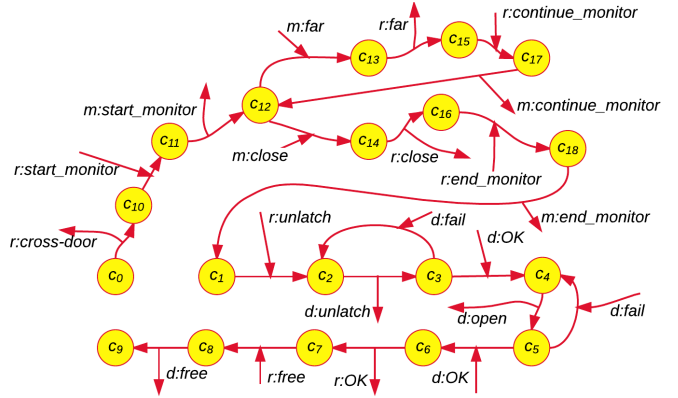 r:continue_monitor
m:far
r:far
c15
c13
c17
m:start_monitor
c12
m:continue_monitor
c11
c16
c14
c18
m:close
r:close
r:start_monitor
r:end_monitor
c10
r:unlatch
d:fail
m:end_monitor
r:cross-door
d:OK
c0
c1
c2
c3
c4
d:unlatch
d:open
d:fail
c9
c8
c7
c6
c5
d:free
r:free
r:OK
d:OK